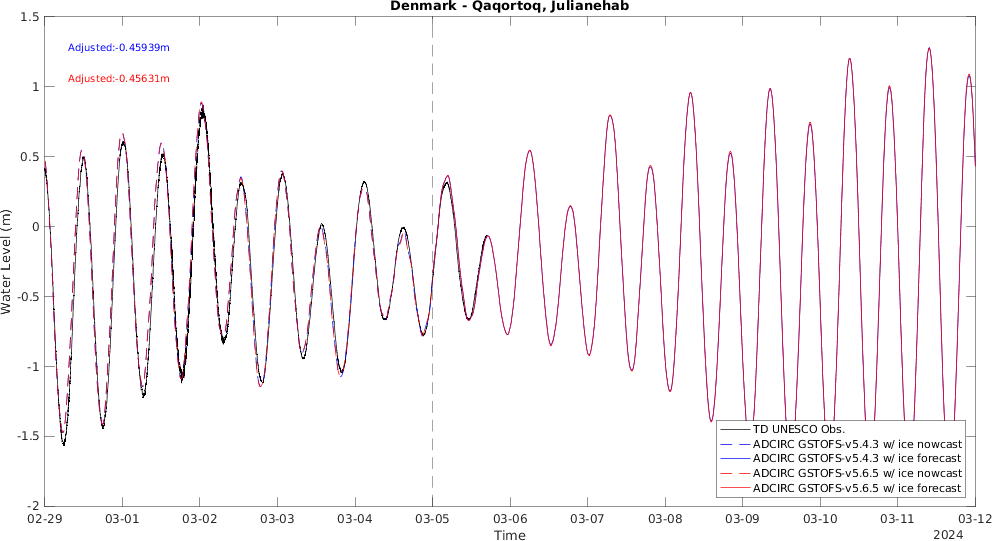 Denmark - Qaqortoq, Julianehab
1.5
Adjusted:-0.45939m
Adjusted:-0.45631m
1
0.5
0
-0.5
-1
-1.5
-2
Water Level (m)
TD UNESCO Obs.
ADCIRC GSTOFS-v5.4.3 w/ ice nowcast
ADCIRC GSTOFS-v5.4.3 w/ ice forecast
ADCIRC GSTOFS-v5.6.5 w/ ice nowcast
ADCIRC GSTOFS-v5.6.5 w/ ice forecast
02-29 03-01 03-02 03-03 03-04 03-05 03-06 03-07 03-08 03-09 03-10 03-11 03-12
Time
2024